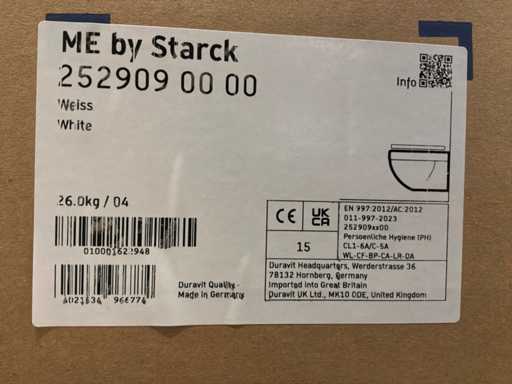 ME by Starck
252909 00 00
Weiss
White
Info
26.0kg / 04
EN 997:2012/AC:2012
011-997-2023
252909xx00
Persoenliche Hygiene (PH)
CL1-6A/C-5A
WL-CF-BP-CA-LR-DA
CE
UK
CA
15
Duravit Quality -
Made in Germany
Duravit Headquarters, Werderstrasse 36
78132 Hornberg, Germany
Imported into Great Britain
Duravit UK Ltd., MK10 0DE, United Kingdom